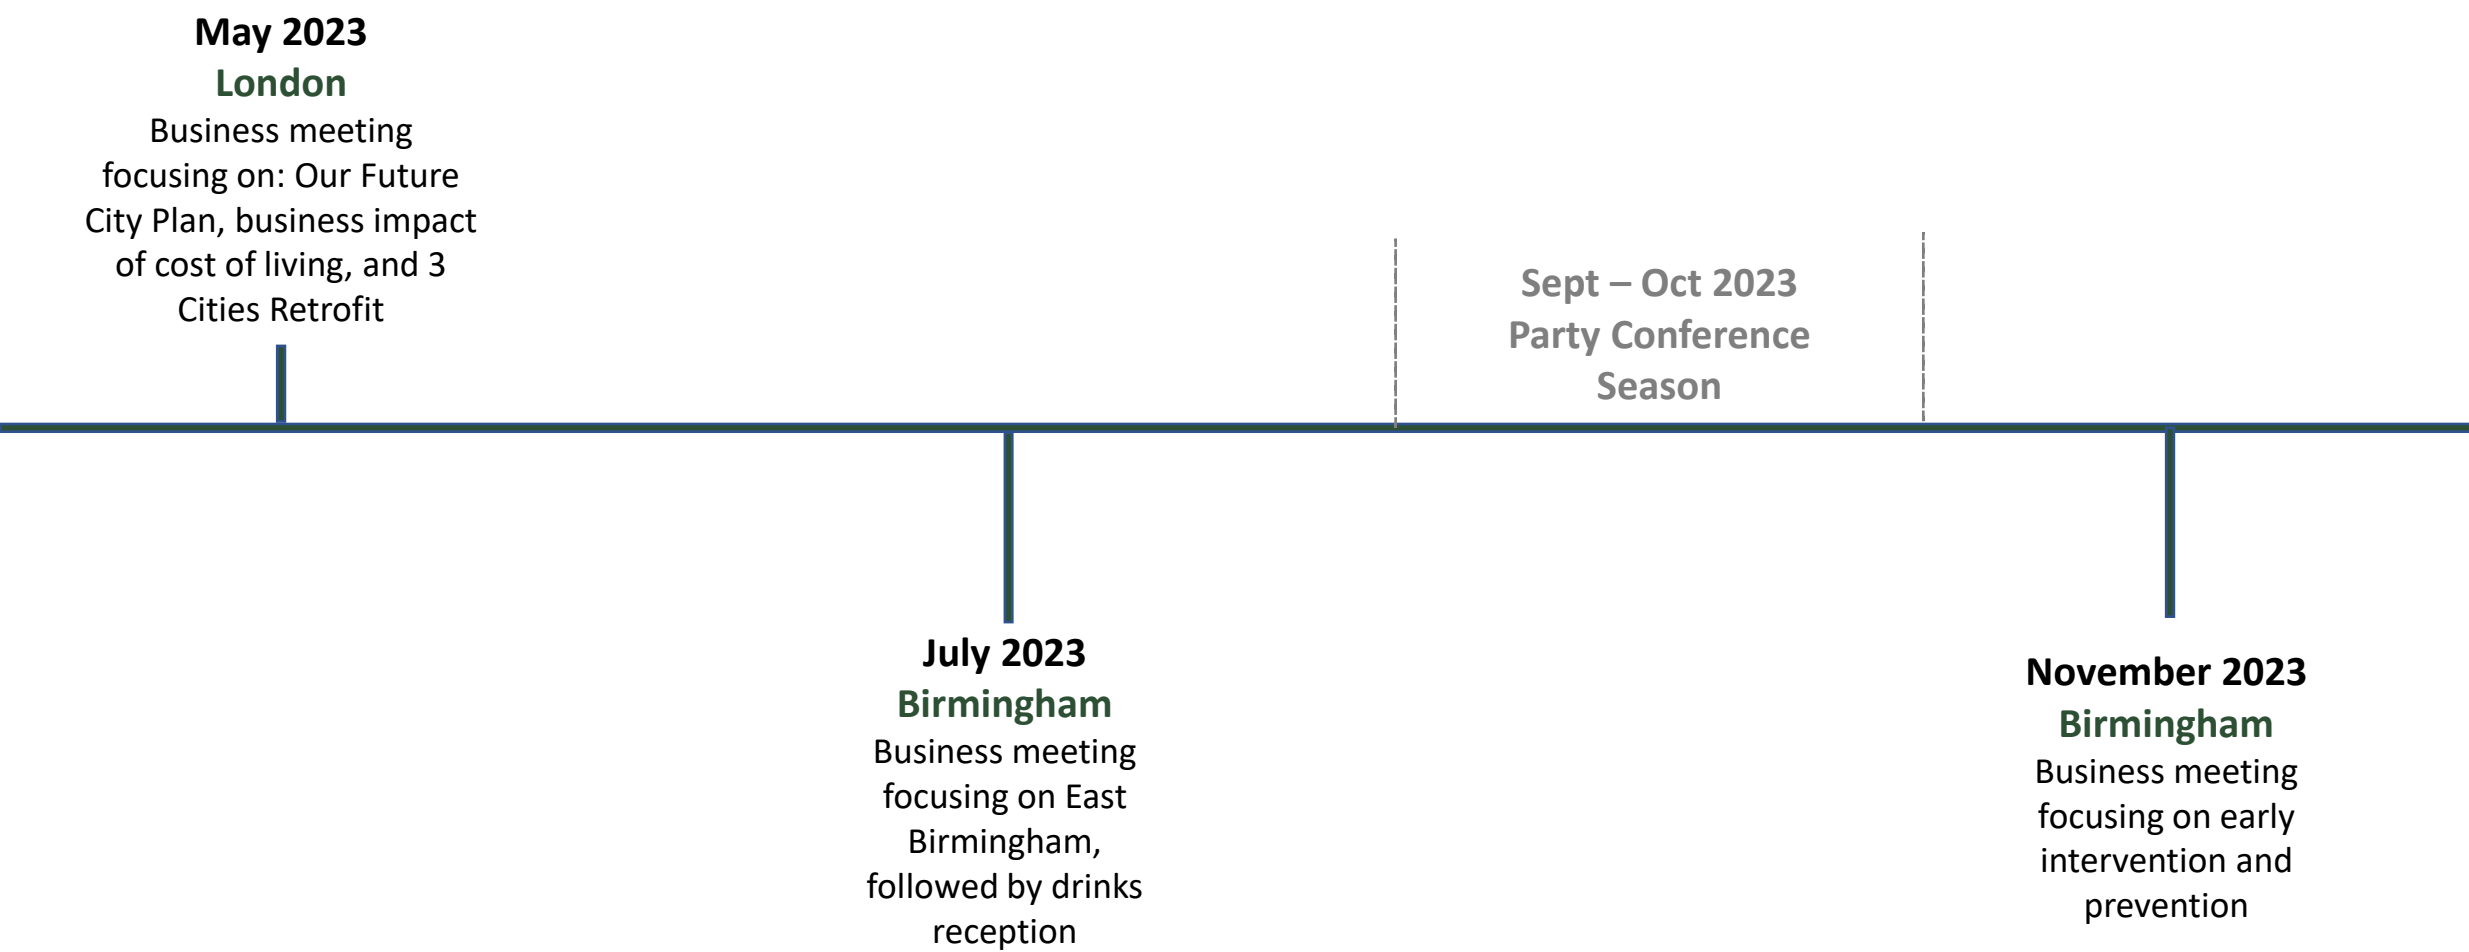 May 2023
London
Business meeting
focusing on: Our Future
City Plan, business impact
of cost of living, and 3
Cities Retrofit
Sept – Oct 2023
Party Conference
Season
July 2023
Birmingham
Business meeting
focusing on East
Birmingham,
followed by drinks
reception
November 2023
Birmingham
Business meeting
focusing on early
intervention and
prevention